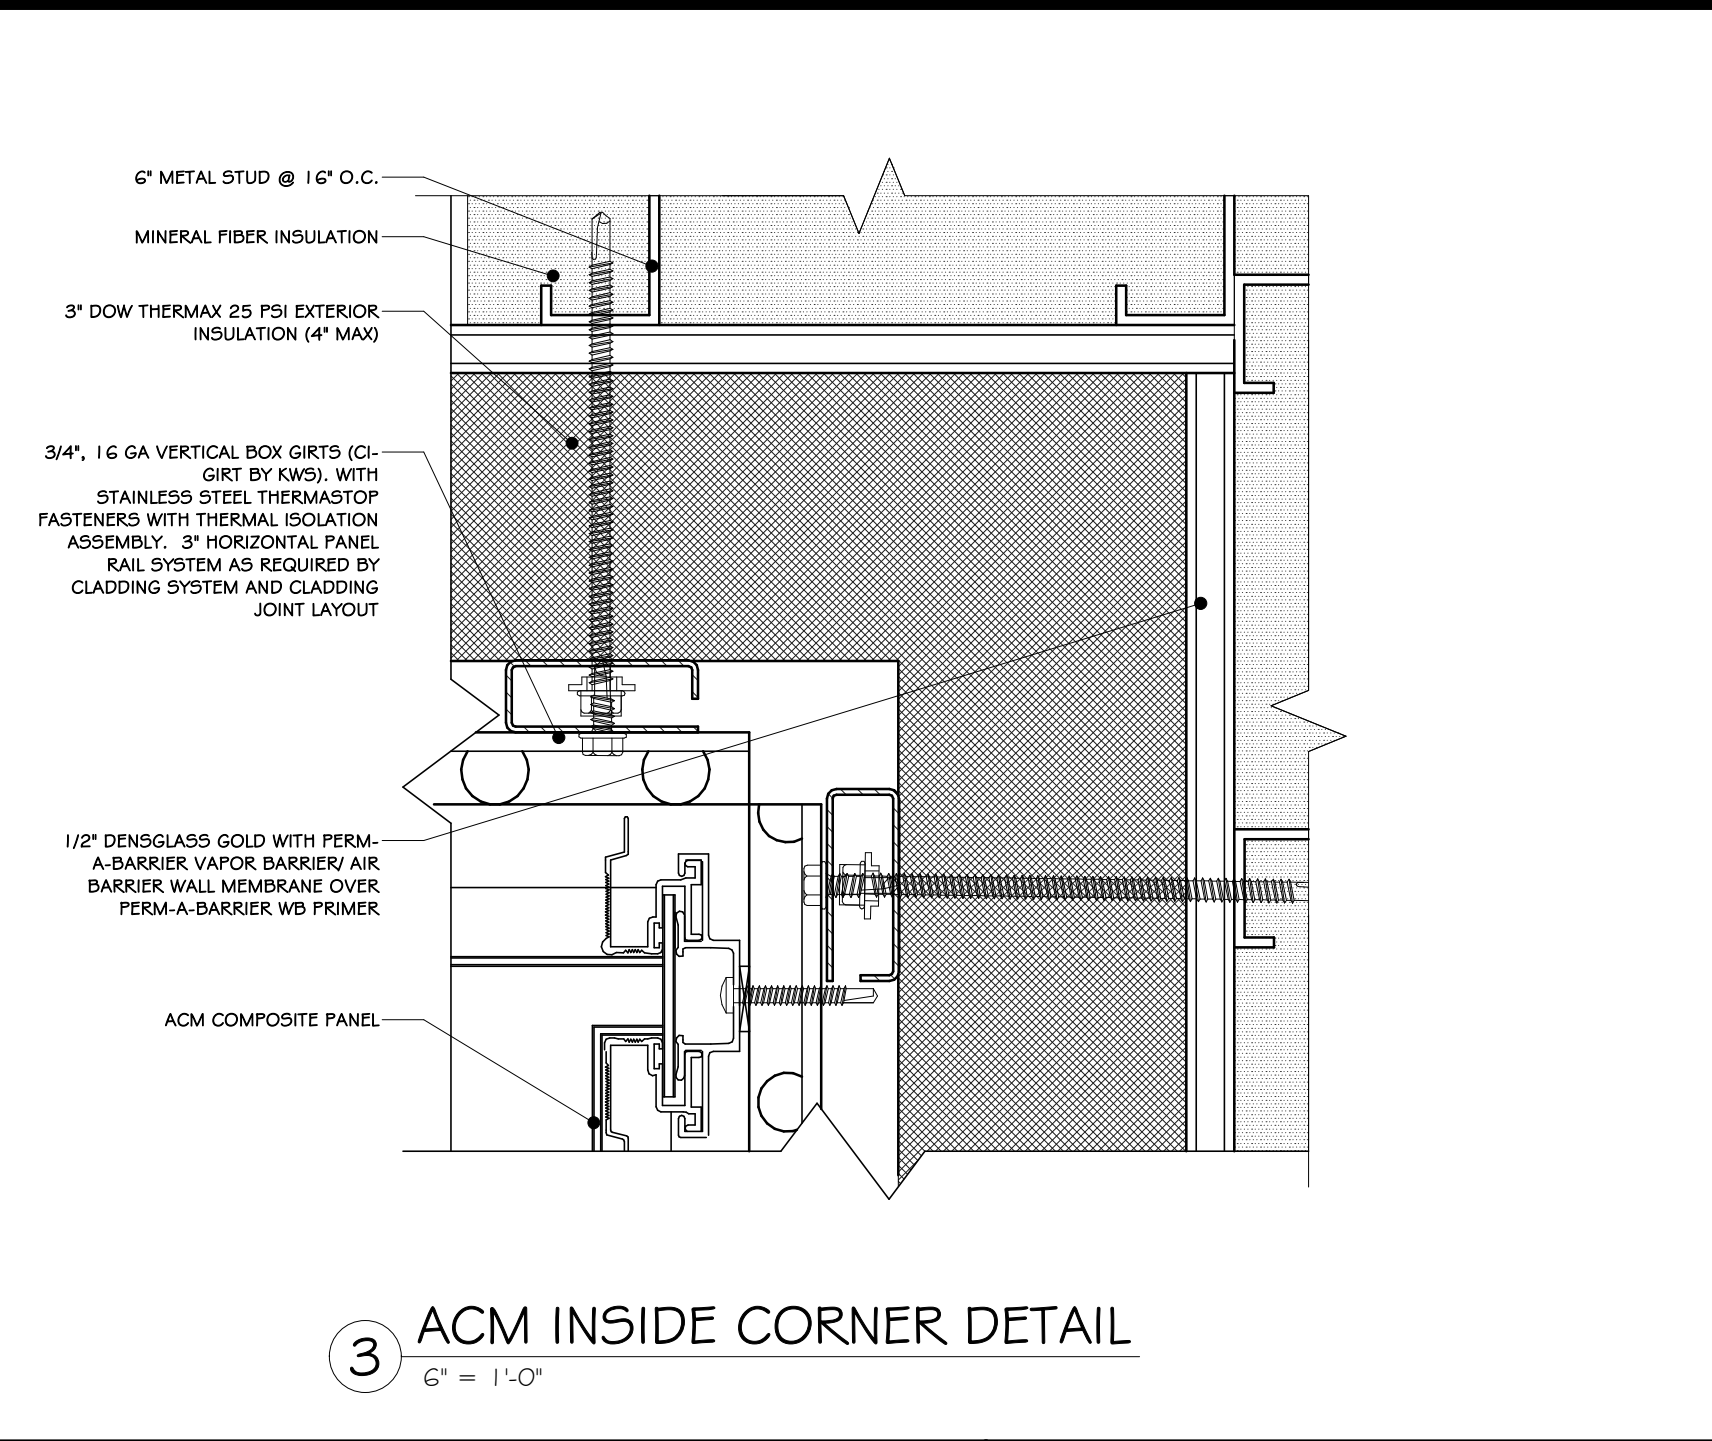 6" METAL STUD @ 16" O.C.
MINERAL FIBER INSULATION
3" DOW THERMAX 25 PSI EXTERIOR
INSULATION (4" MAX)
3/4", 16 GA VERTICAL BOX GIRTS (CI-
GIRT BY KWS). WITH
STAINLESS STEEL THERMASTOP
FASTENERS WITH THERMAL ISOLATION
ASSEMBLY. 3" HORIZONTAL PANEL
RAIL SYSTEM AS REQUIRED BY
CLADDING SYSTEM AND CLADDING
JOINT LAYOUT
1/2" DENSGLASS GOLD WITH PERM-
A-BARRIER VAPOR BARRIER/ AIR
BARRIER WALL MEMBRANE OVER
PERM-A-BARRIER WB PRIMER
ACM COMPOSITE PANEL
3 ACM INSIDE CORNER DETAIL
6" = 1'-0"